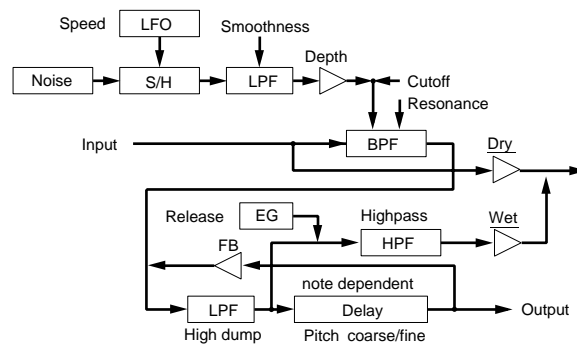 Speed
LFO
Smoothness
Depth
Noise
S/H
LPF
Cutoff
Resonance
Input
BPF
Dry
Release
EG
Highpass
Wet
HPF
FB
note dependent
LPF
Delay
Output
High dump
Pitch coarse/fine